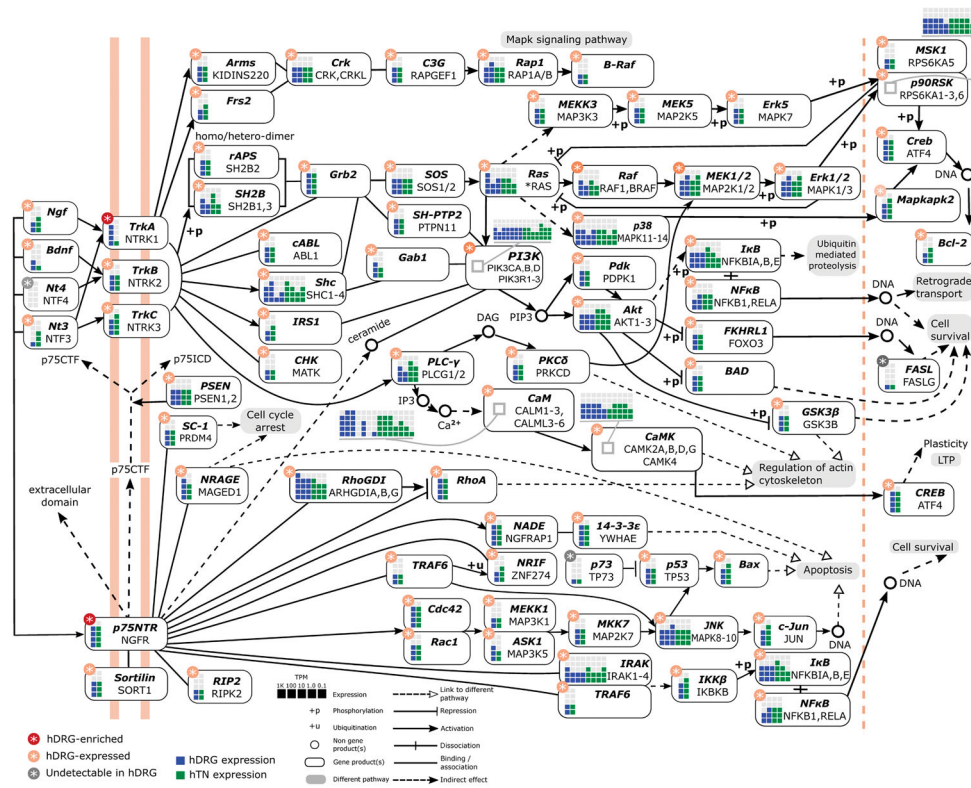 Mapk signaling pathway
Arms
KIDINS220
Crk
CRK,CRKL
C3G
RAPGEF1
Rap1
RAP1A/B
B-Raf
MSK1
RPS6KA5
p90RSK
RPS6KA1-3,6
Frs2
MEKK3
MAP3K3
+p
MEK5
MAP2K5
+p
Erk5
MAPK7
+p
+p
homo/hetero-dimer
rAPS
SH2B2
SH2B
SH2B1,3
+p
Grb2
SOS
SOS1/2
Ras
*RAS
+p
+p
Raf
RAF1,BRAF
+p
MEK1/2
MAP2K1/2
+p
Erk1/2
MAPK1/3
+p
Creb
ATF4
DNA
SH-PTP2
PTPN11
p38
MAPK11-14
+p
Mapkapk2
Ngf
Bdnf
Nt4
NTF4
Nt3
NTF3
TrkA
NTRK1
TrkB
NTRK2
TrkC
NTRK3
cABL
ABL1
Shc
SHC1-4
IRS1
CHK
MATK
Gab1
PI3K
PIK3CA,B,D
PIK3R1-3
Pdk
PDPK1
PIP3
Akt
AKT1-3
+p
IκB
NFKBIA,B,E
Ubiquitin
mediated
proteolysis
Bcl-2
NFκB
NFKB1,RELA
DNA
Retrograde
transport
+p
FKHRL1
FOXO3
DNA
Cell
survival
+p
BAD
FASL
FASLG
ceramide
DAG
PLC-γ
PLCG1/2
PKCδ
PRKCD
IP3
Ca2+
CaM
CALM1-3,
CALML3-6
CaMK
CAMK2A,B,D,G
CAMK4
+p
GSK3β
GSK3B
Regulation of actin
cytoskeleton
Plasticity
LTP
CREB
ATF4
p75CTF
p75ICD
PSEN
PSEN1,2
SC-1
PRDM4
Cell cycle
arrest
p75CTF
extracellular
domain
NRAGE
MAGED1
RhoGDI
ARHGDIA,B,G
RhoA
NADE
NGFRAP1
14-3-3ε
YWHAE
TRAF6
+u
NRIF
ZNF274
p73
TP73
p53
TP53
Bax
Apoptosis
Cell survival
DNA
p75NTR
NGFR
Cdc42
Rac1
MEKK1
MAP3K1
ASK1
MAP3K5
MKK7
MAP2K7
JNK
MAPK8-10
c-Jun
JUN
DNA
IRAK
IRAK1-4
TRAF6
IKKβ
IKBKB
+p
IκB
NFKBIA,B,E
NFκB
NFKB1,RELA
Sortilin
SORT1
RIP2
RIPK2
TPM
1K 100 10 1.0 0.1
Expression
+p
Phosphorylation
+u
Ubiquitination
Non gene
product(s)
Gene product(s)
Different pathway
Link to different
pathway
Repression
Activation
Dissociation
Binding /
association
Indirect effect
hDRG-enriched
hDRG-expressed
Undetectable in hDRG
hDRG expression
hTN expression